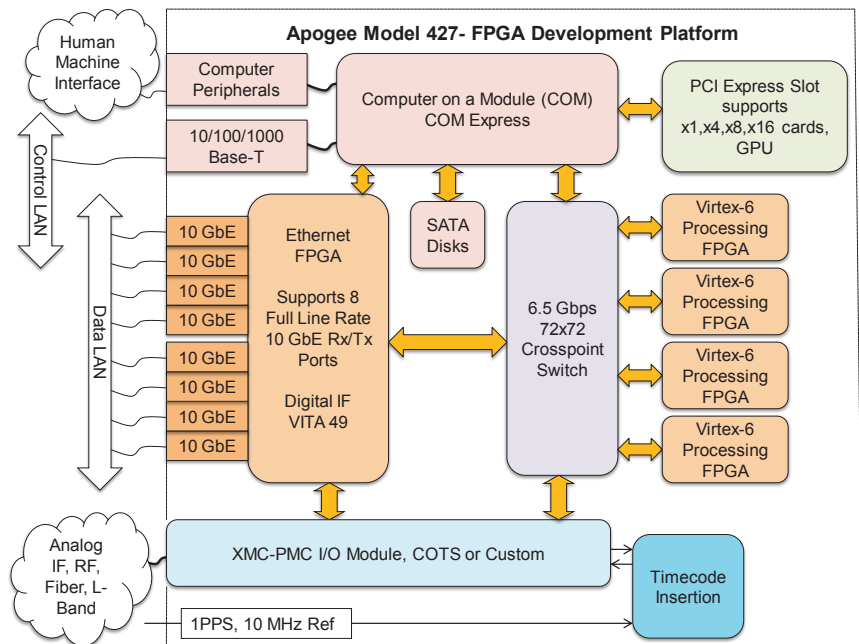 Apogee Model 427- FPGA Development Platform
Human
Machine
Interface
Computer
Peripherals
Computer on a Module (COM)
COM Express
PCI Express Slot
supports
x1,x4,x8,x16 cards,
GPU
10/100/1000
Base-T
Control LAN
Data LAN
10 GbE
10 GbE
10 GbE
10 GbE
10 GbE
10 GbE
10 GbE
10 GbE
Ethernet
FPGA
Supports 8
Full Line Rate
10 GbE Rx/Tx
Ports
Digital IF
VITA 49
SATA
Disks
6.5 Gbps
72x72
Crosspoint
Switch
Virtex-6
Processing
FPGA
Virtex-6
Processing
FPGA
Virtex-6
Processing
FPGA
Virtex-6
Processing
FPGA
Analog
IF, RF,
Fiber, L-
Band
XMC-PMC I/O Module, COTS or Custom
Timecode
Insertion
1PPS, 10 MHz Ref